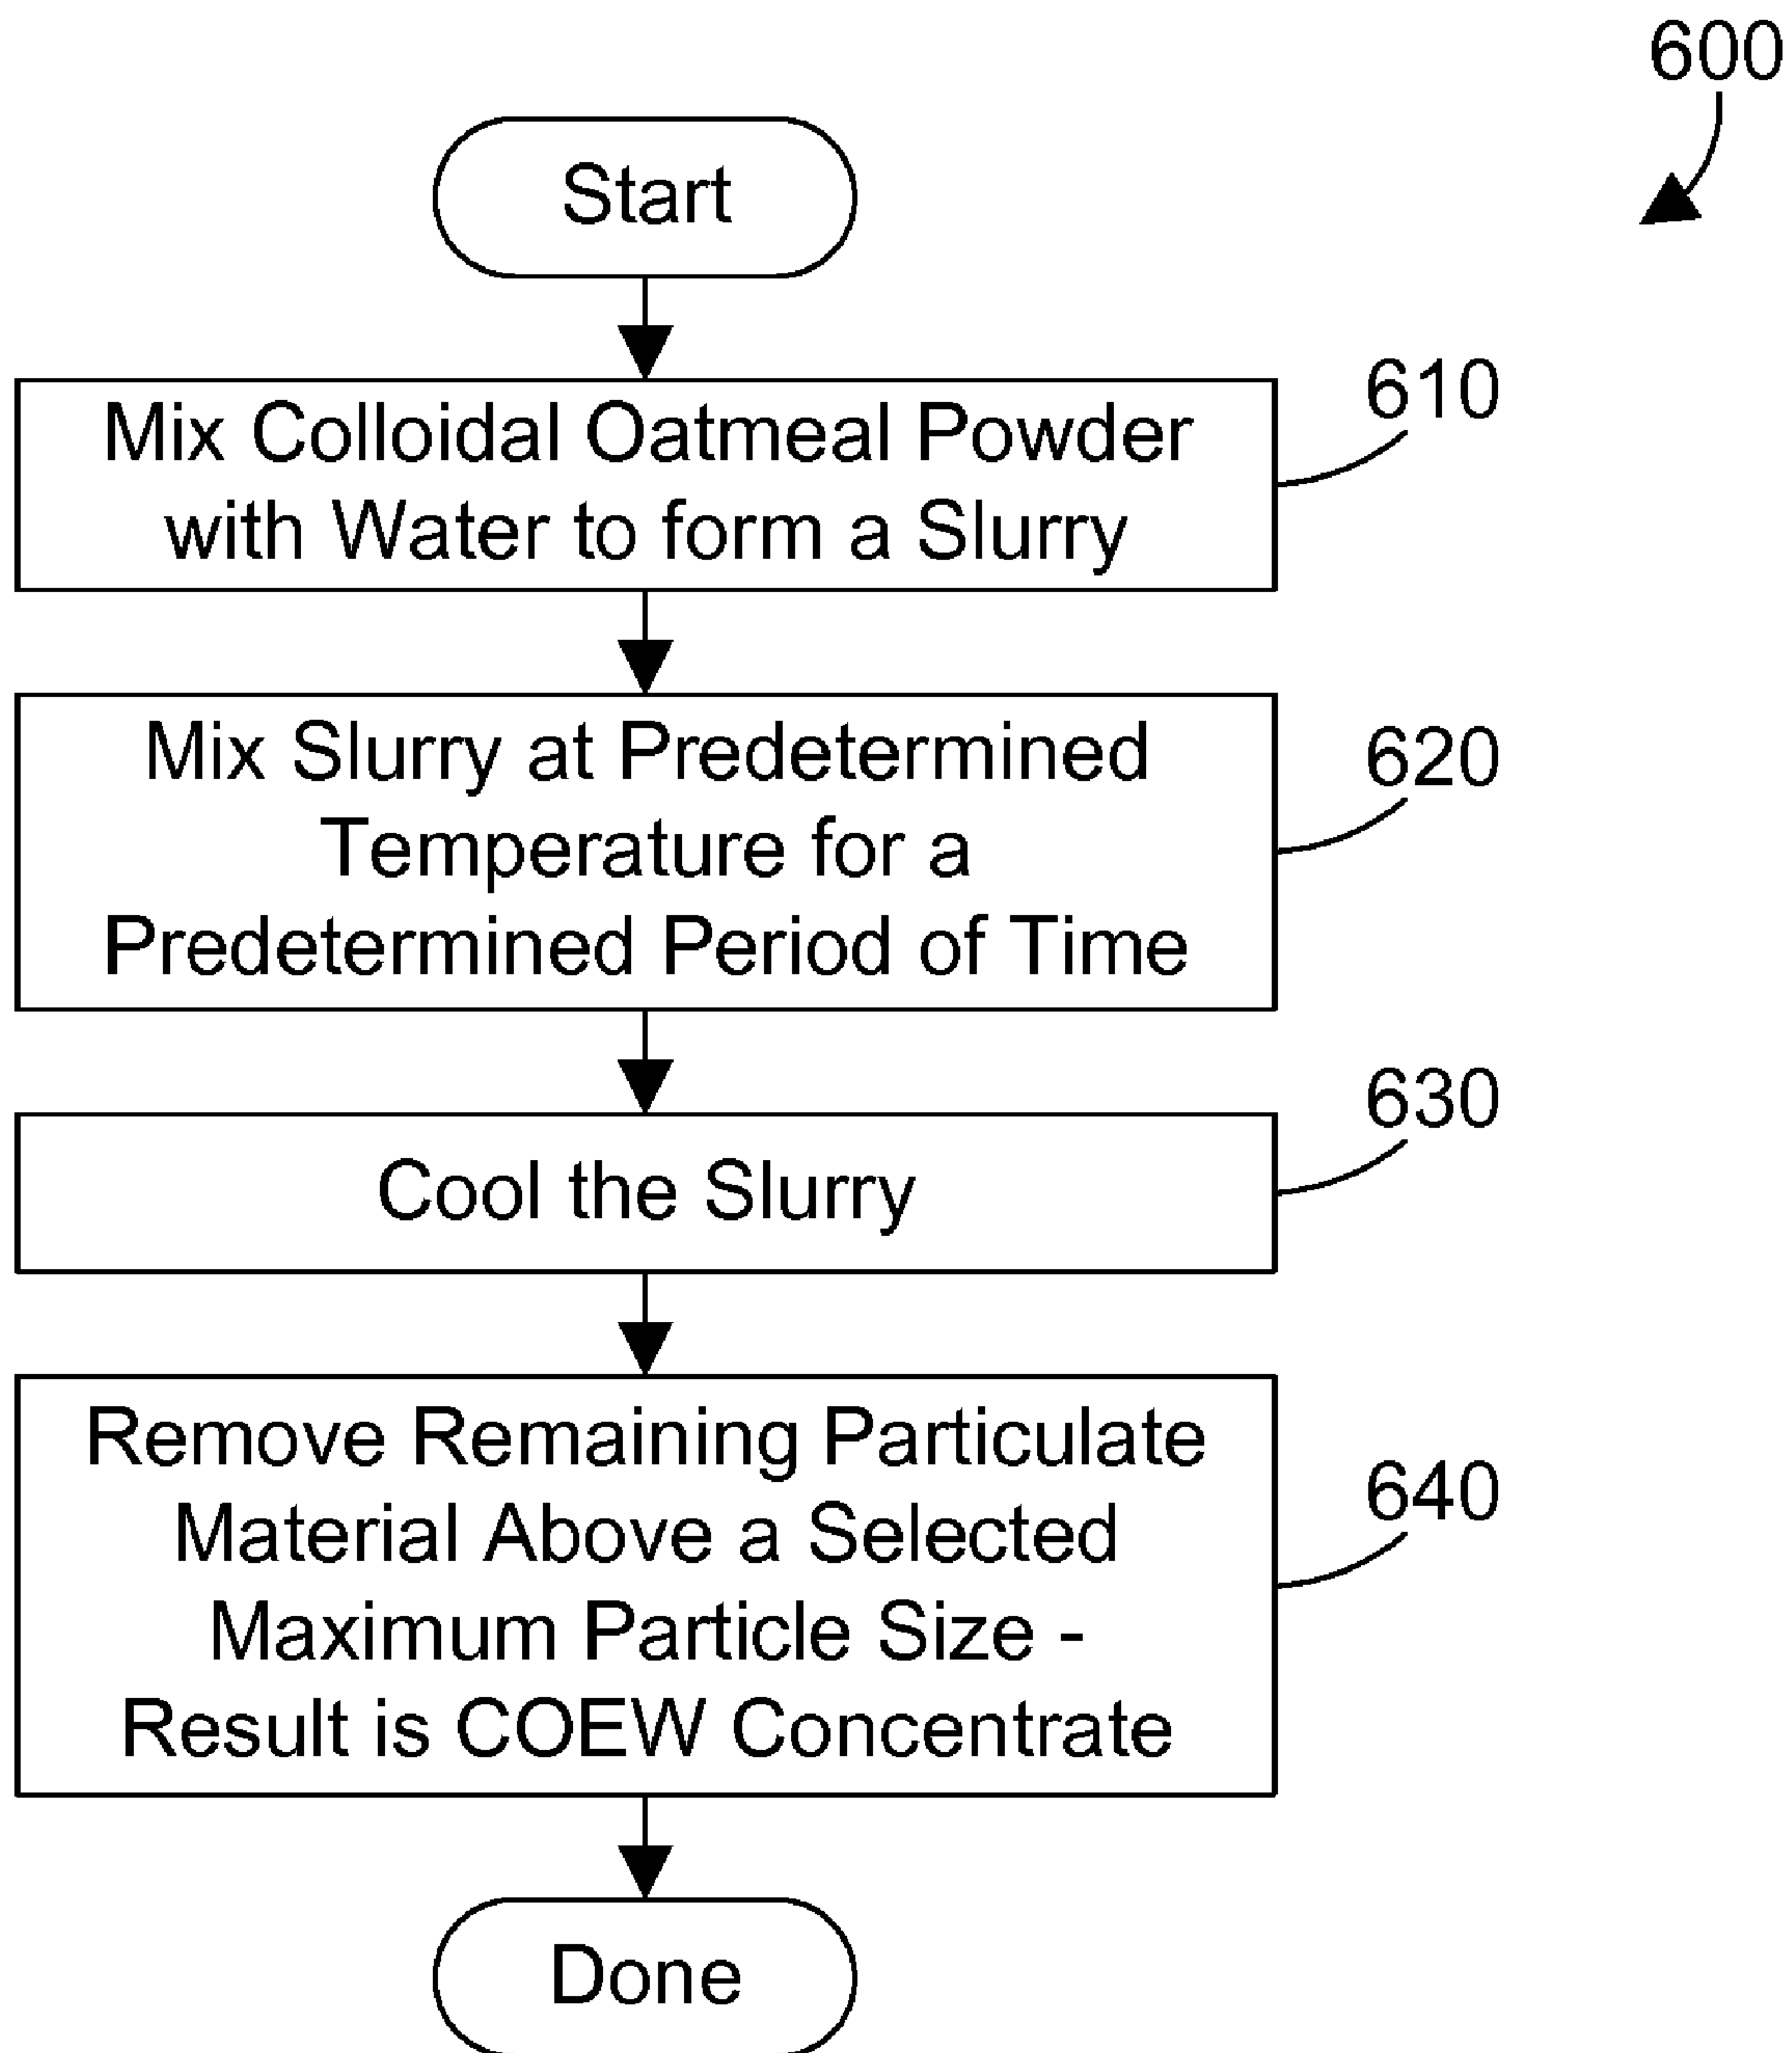 600
Start
Mix Colloidal Oatmeal Powder
with Water to form a Slurry
610
Mix Slurry at Predetermined
Temperature for a
Predetermined Period of Time
620
Cool the Slurry
630
Remove Remaining Particulate
Material Above a Selected
Maximum Particle Size -
Result is COEW Concentrate
640
Done